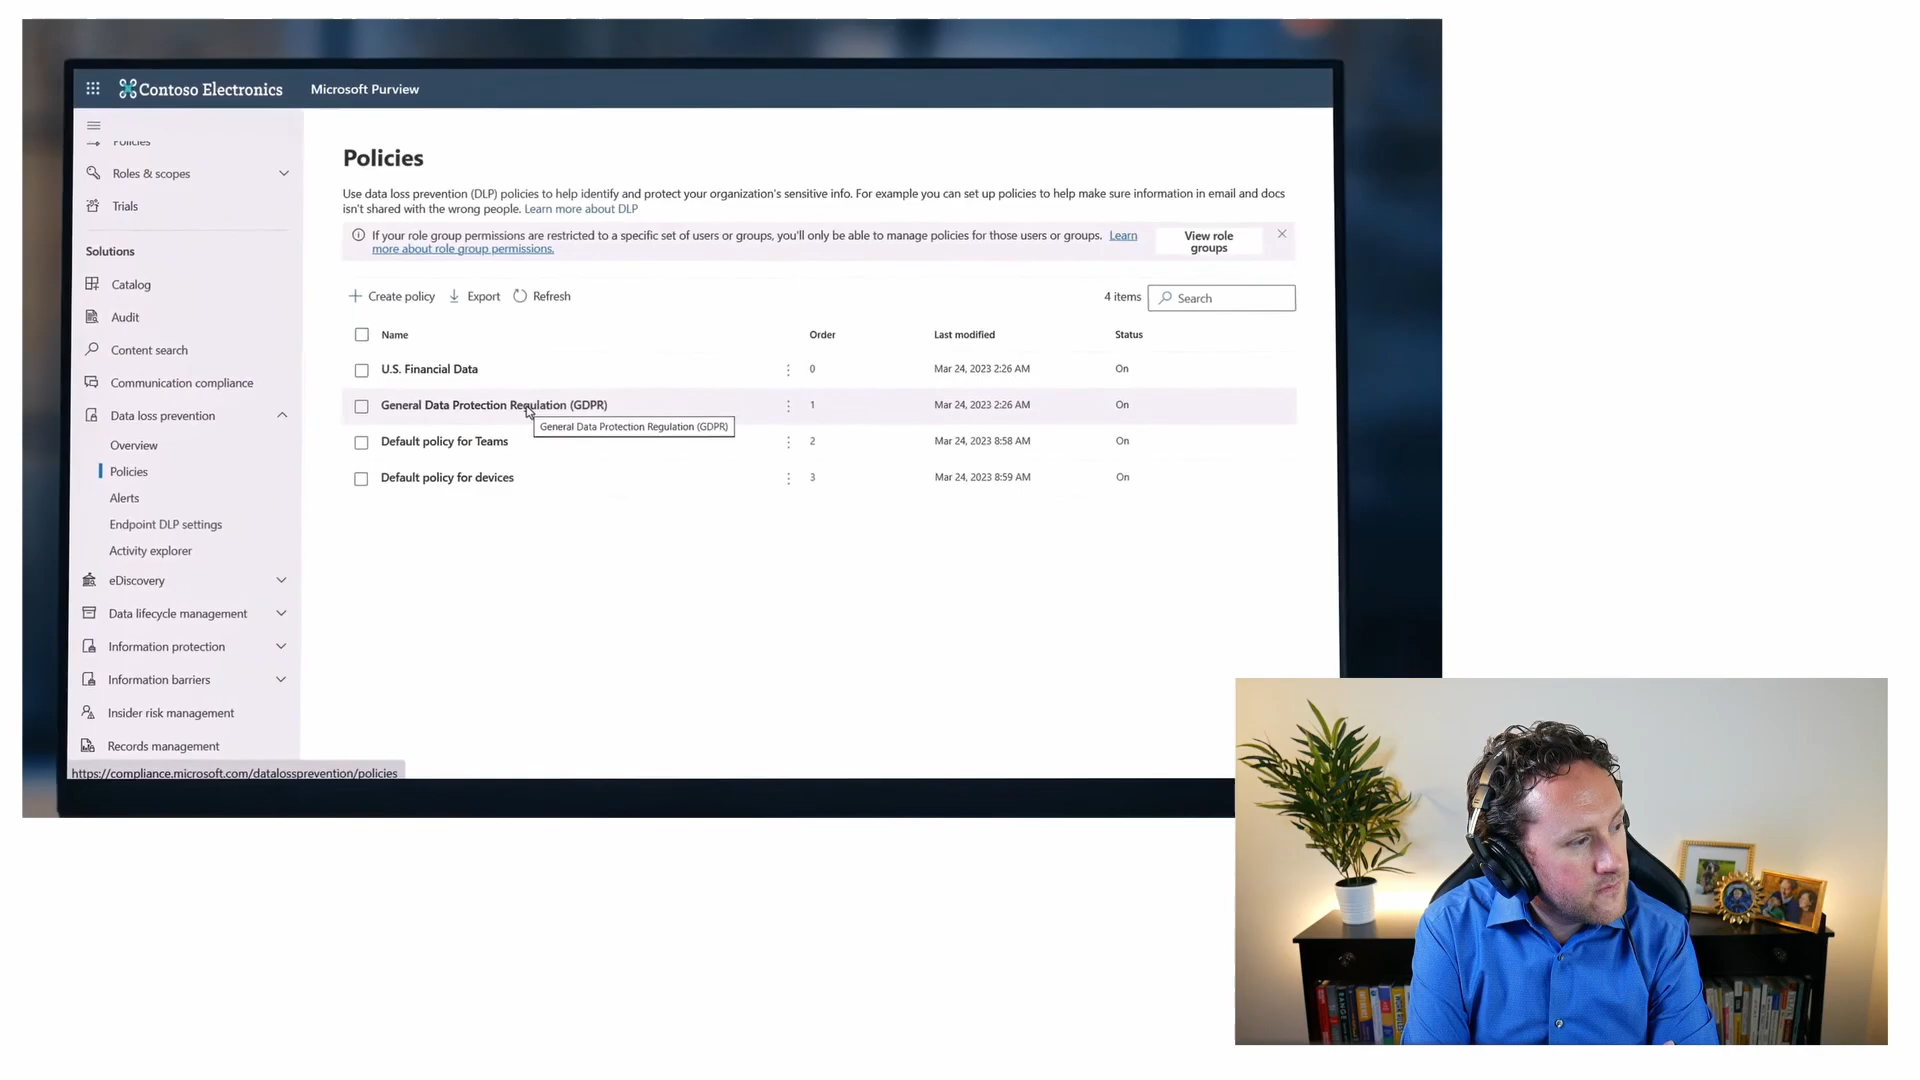 Contoso Electronics
Microsoft Purview
Policies
Roles & scopes
Trials
Solutions
Catalog
Audit
Content search
Communication compliance
Data loss prevention
Overview
Policies
Alerts
Endpoint DLP settings
Activity explorer
eDiscovery
Data lifecycle management
Information protection
Information barriers
Insider risk management
Records management
https://compliance.microsoft.com/datalossprevention/policies
Policies
Use data loss prevention (DLP) policies to help identify and protect your organization's sensitive info. For example you can set up policies to help make sure information in email and docs
isn't shared with the wrong people. Learn more about DLP
If your role group permissions are restricted to a specific set of users or groups, you'll only be able to manage policies for those users or groups. Learn
more about role group permissions.
View role
groups
Create policy
Export
Refresh
4 items
Search
Name Order Last modified Status
U.S. Financial Data 0 Mar 24, 2023 2:26 AM On
General Data Protection Regulation (GDPR) 1 Mar 24, 2023 2:26 AM On
General Data Protection Regulation (GDPR)
Default policy for Teams 2 Mar 24, 2023 8:58 AM On
Default policy for devices 3 Mar 24, 2023 8:59 AM On